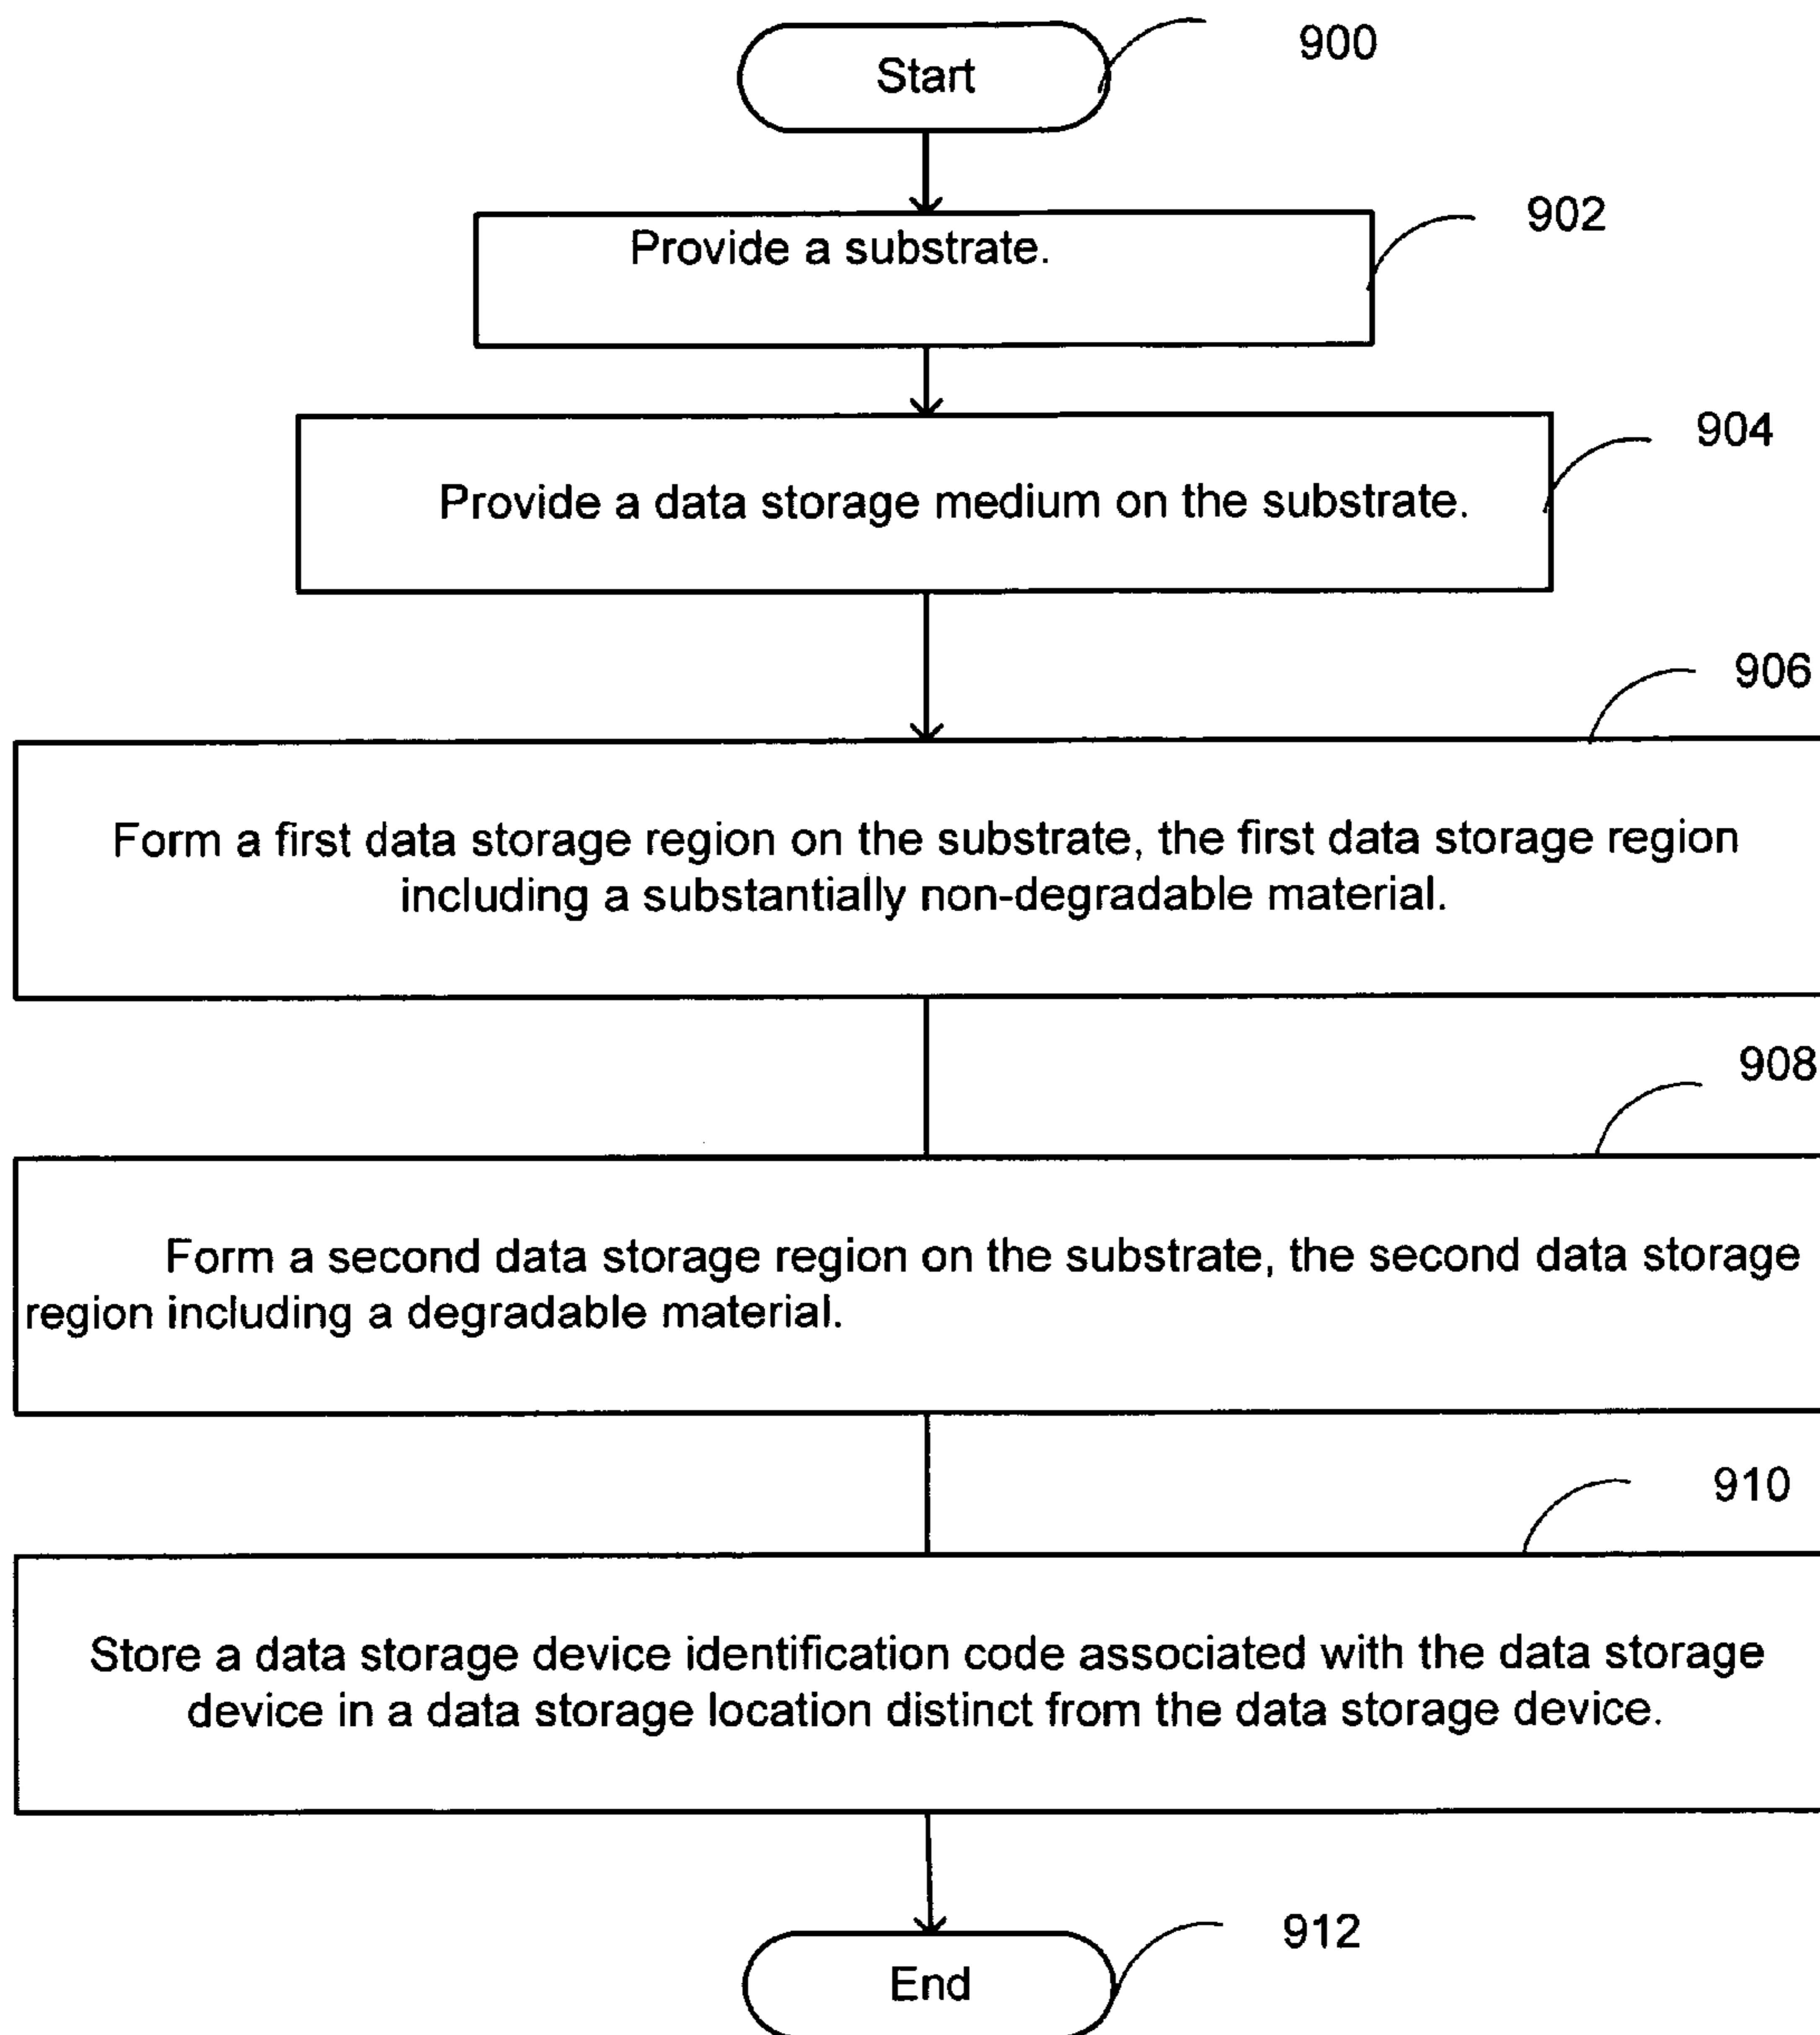 Start
900
Provide a substrate.
902
Provide a data storage medium on the substrate.
904
906
Form a first data storage region on the substrate, the first data storage region
including a substantially non-degradable material.
908
Form a second data storage region on the substrate, the second data storage
region including a degradable material.
910
Store a data storage device identification code associated with the data storage
device in a data storage location distinct from the data storage device.
End
912